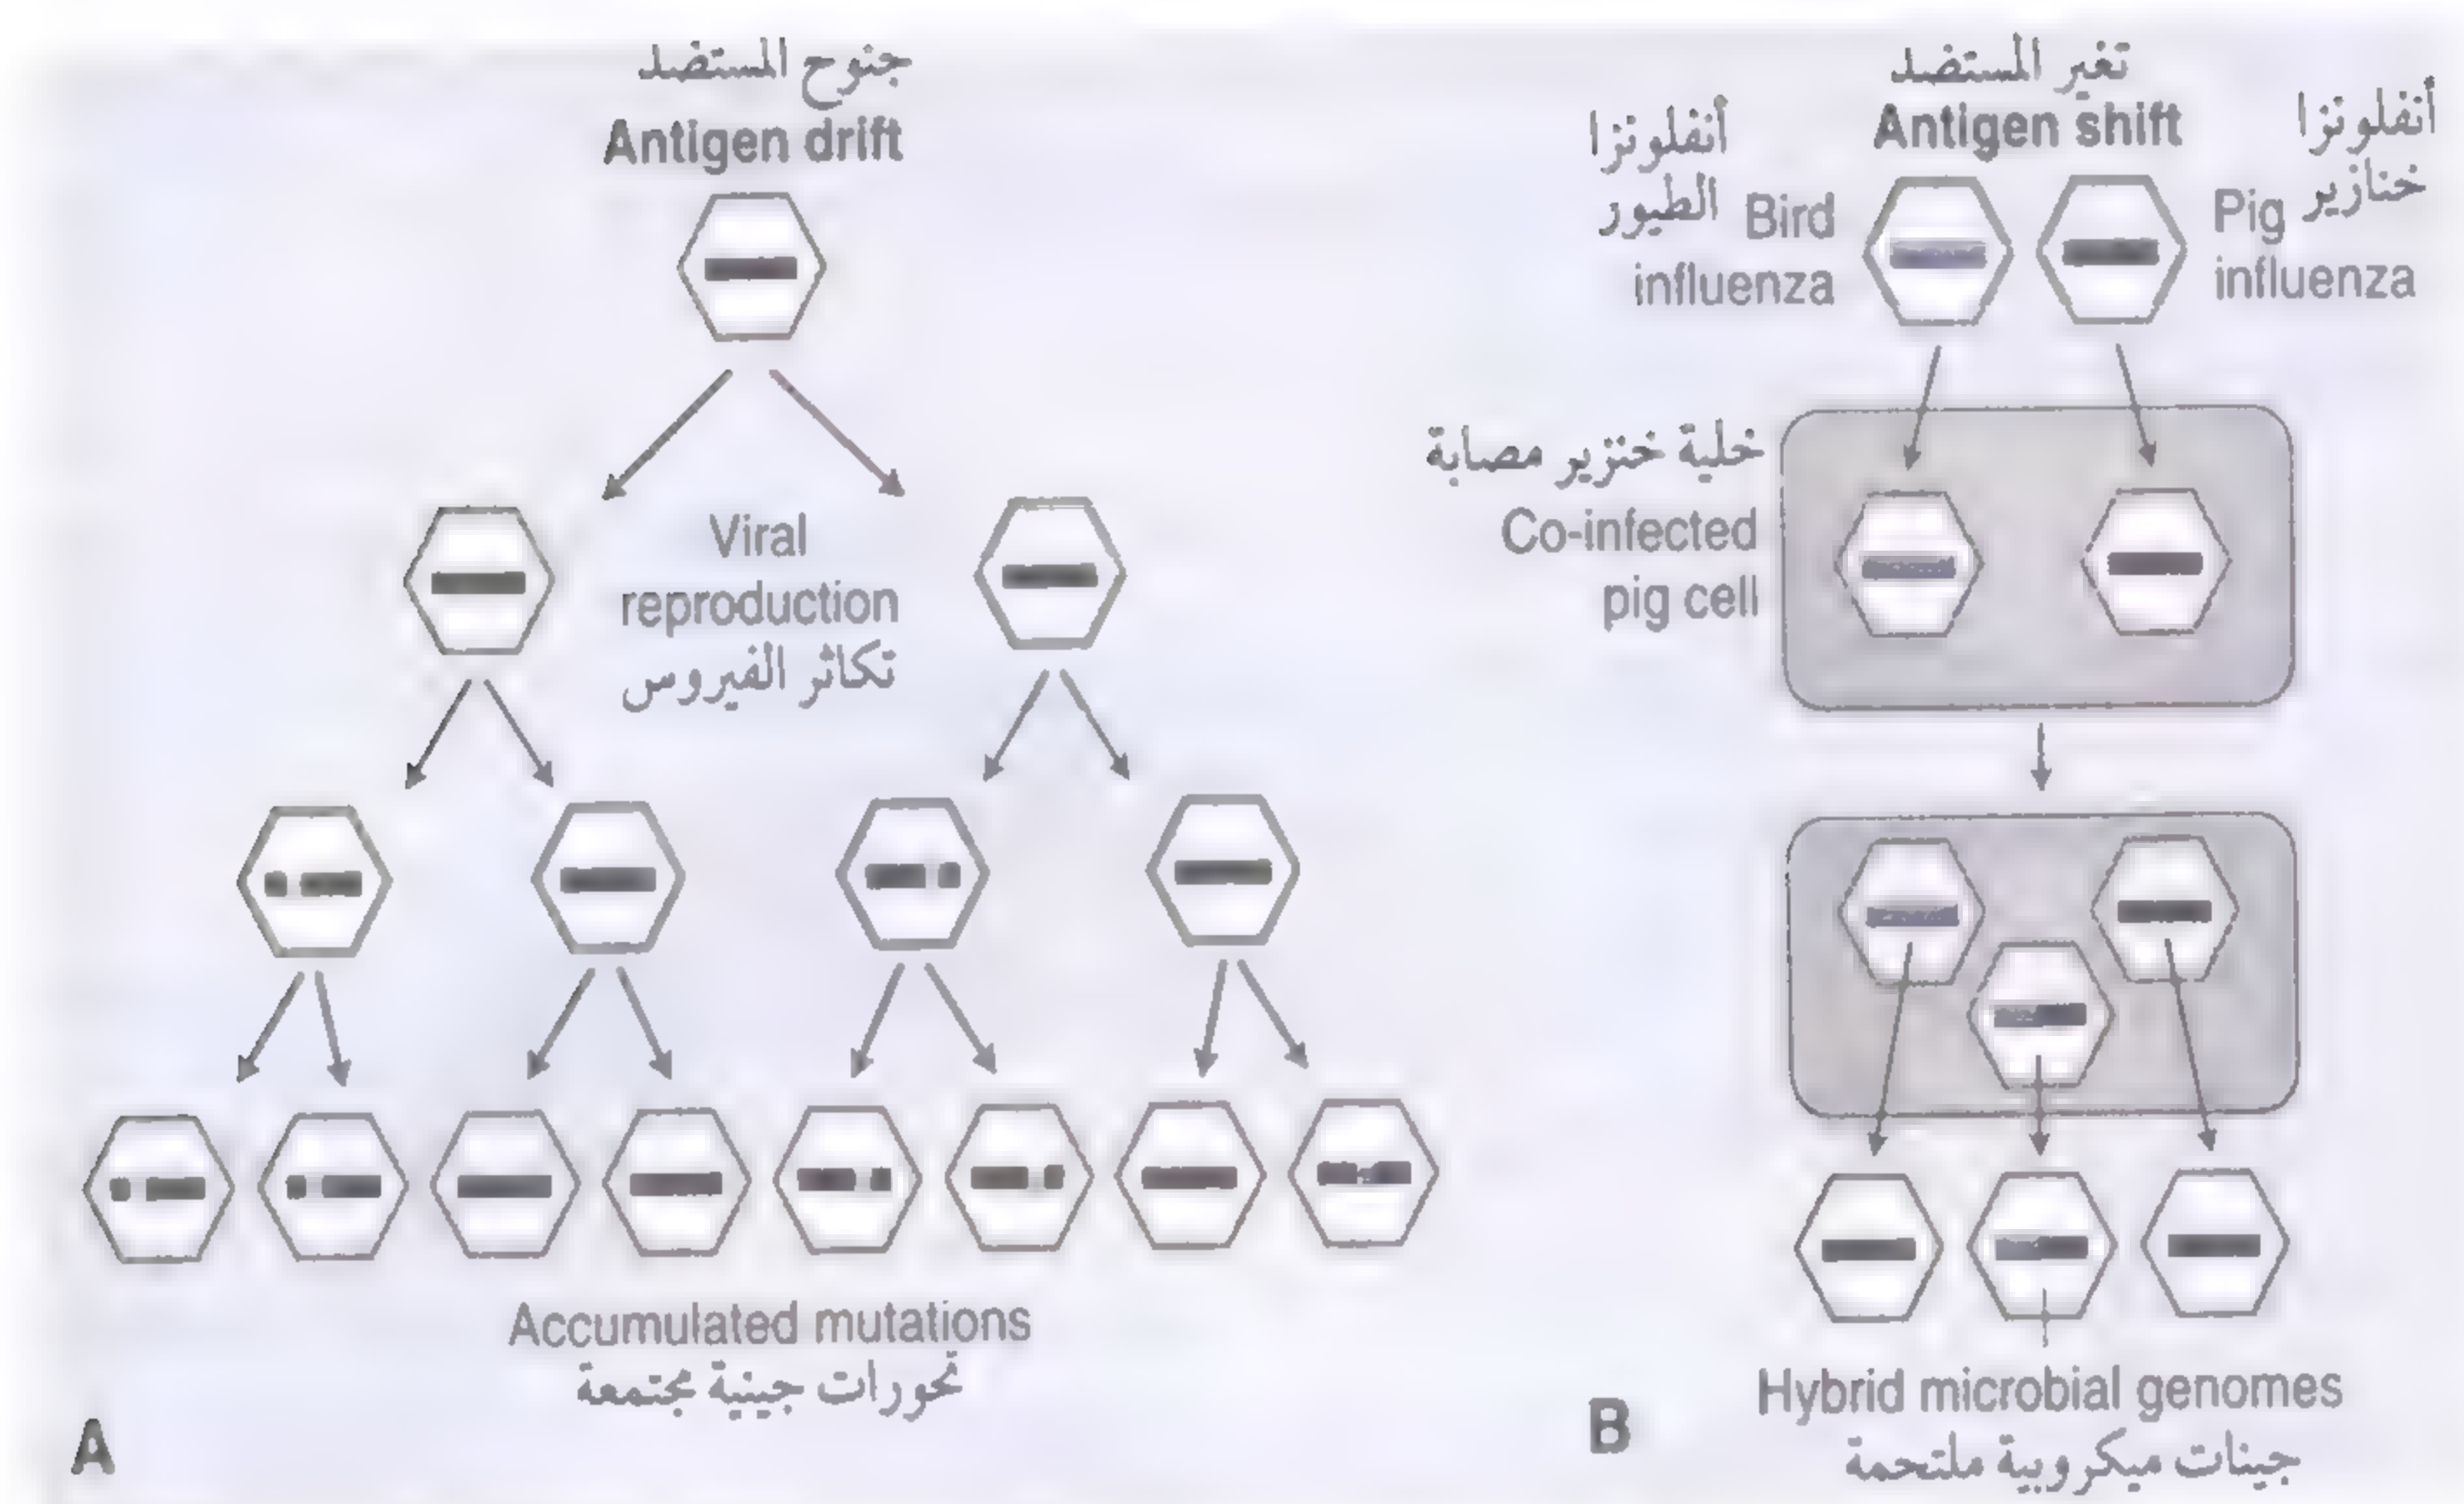 جنوح المستضد
Antigen drift
Viral
reproduction
تكاثر الفيروس
Accumulated mutations
تحورات جينية مجتمعة
A
تغير المستضد
Antigen shift
أنفلونزا
الطيور
Bird
influenza
أنفلونزا
خنازير
Pig
influenza
خلية خنزير مصابة
Co-infected
pig cell
Hybrid microbial genomes
جينات ميكروبية ملتحمة
B